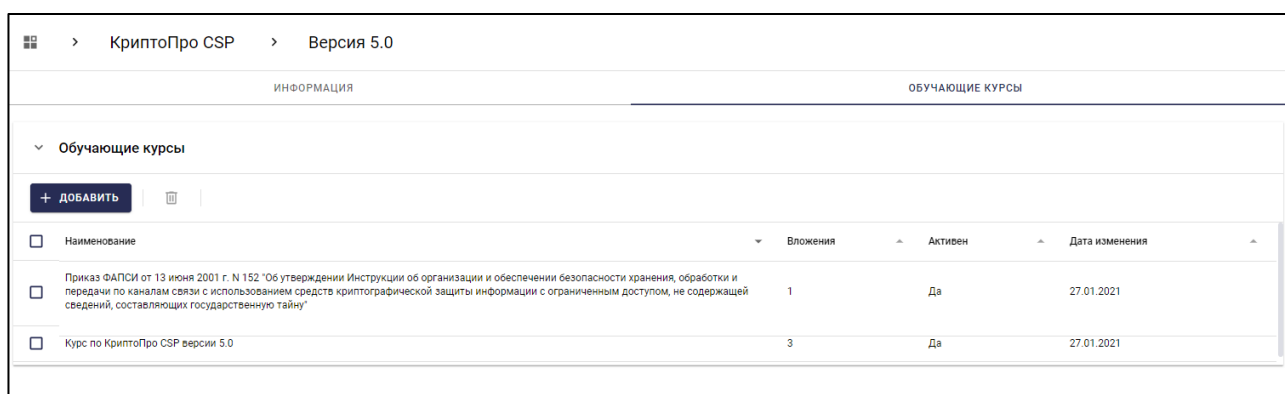 КриптоПро CSP > Версия 5.0
ИНФОРМАЦИЯ ОБУЧАЮЩИЕ КУРСЫ
Обучающие курсы
+ ДОБАВИТЬ
Наименование Вложения Активен Дата изменения
Приказ ФАПСИ от 13 июня 2001 г. N 152 "Об утверждении Инструкции об организации и обеспечении безопасности хранения, обработки и
передачи по каналам связи с использованием средств криптографической защиты информации с ограниченным доступом, не содержащей 1 Да 27.01.2021
сведений, составляющих государственную тайну"
Курс по КриптоПро CSP версии 5.0 3 Да 27.01.2021